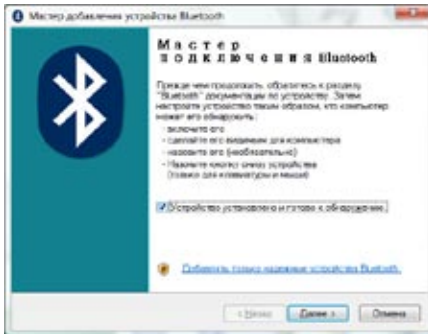 Мастер добавления устройства Bluetooth
Мастер
подключения Bluetooth
Прежде чем продолжить, обратитесь к разделу
"Bluetooth" документации по устройству. Затем
настройте устройство таким образом, что компьютер
может его обнаружить:
- включите его
- сделайте его видимым для компьютера
- назовите его (необязательно)
- Нажмите кнопку снизу устройства
(только для клавиатуры и мыши)
Устройство установлено и готово к обнаружению.
Добавлять только надежные устройства Bluetooth.
< Назад
Далее >
Отмена